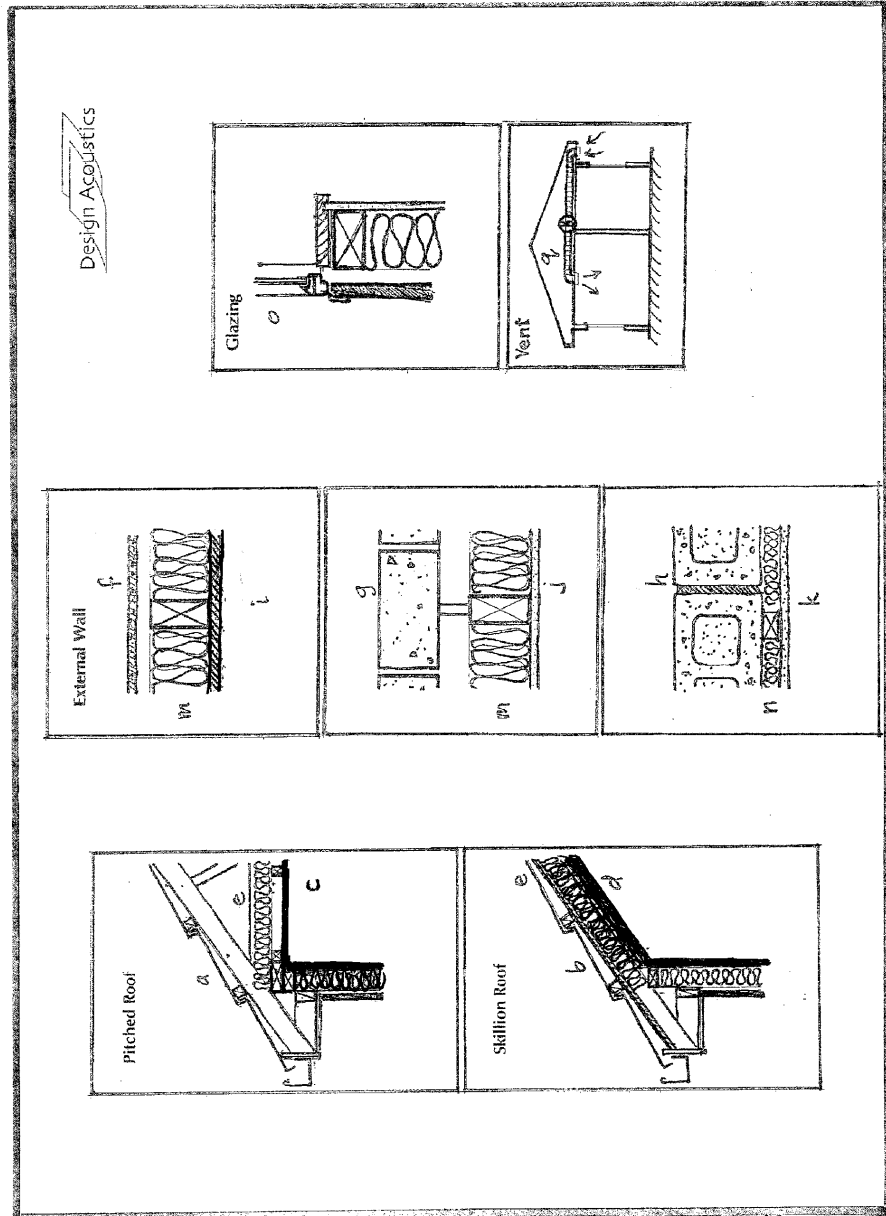 Design Acoustics
Pitched Roof
a
e
c
Skillion Roof
e
b
d
External Wall
f
m
i
g
m
j
h
n
k
Glazing
o
Vent
q